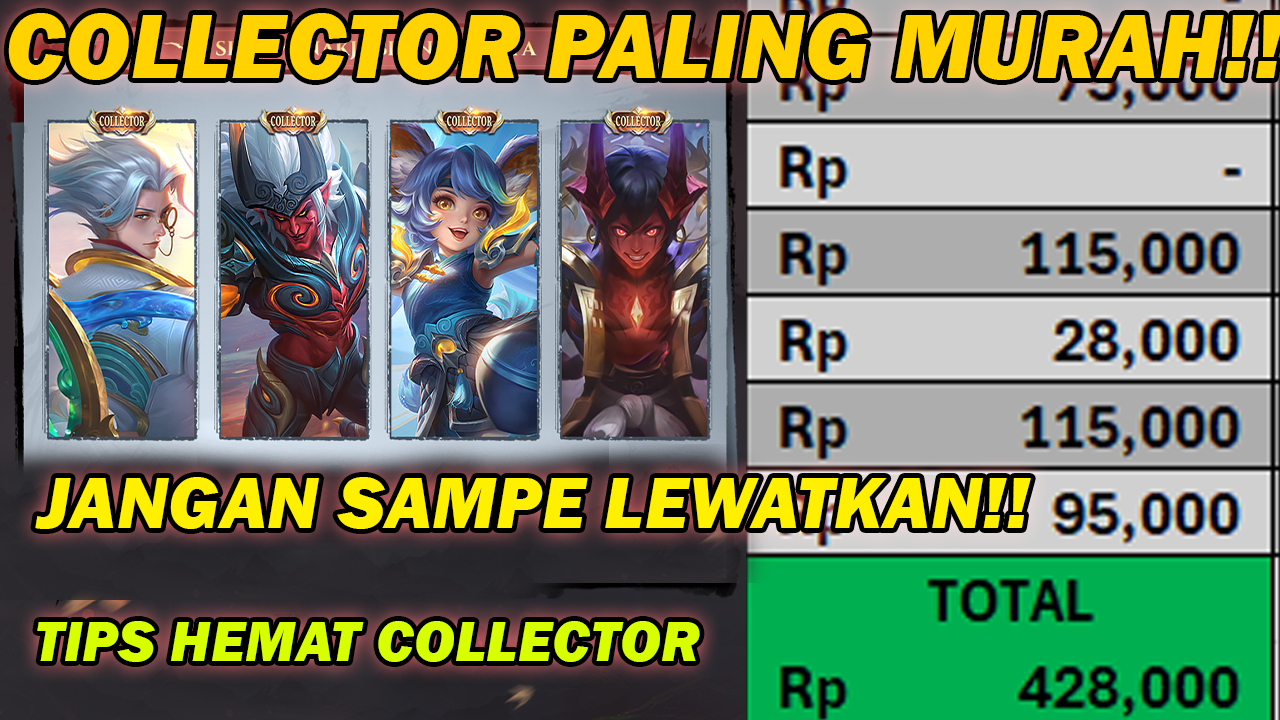 COLLECTOR PALING MURAH!!
COLLECTOR COLLECTOR COLLECTOR COLLECTOR
Rp 75,000
Rp -
Rp 115,000
Rp 28,000
Rp 115,000
JANGAN SAMPE LEWATKAN!!
95,000
TOTAL
TIPS HEMAT COLLECTOR
Rp 428,000